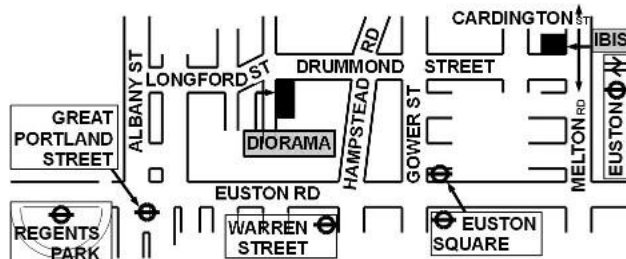 CARDINGTON ST
IBIS
HAMPSTEAD RD
DRUMMOND STREET
LONGFORD ST
ALBANY ST
GREAT
PORTLAND
STREET
DIORAMA
GOWER ST
MELTON RD
EUSTON
EUSTON RD
REGENTS
PARK
WARREN
STREET
EUSTON
SQUARE